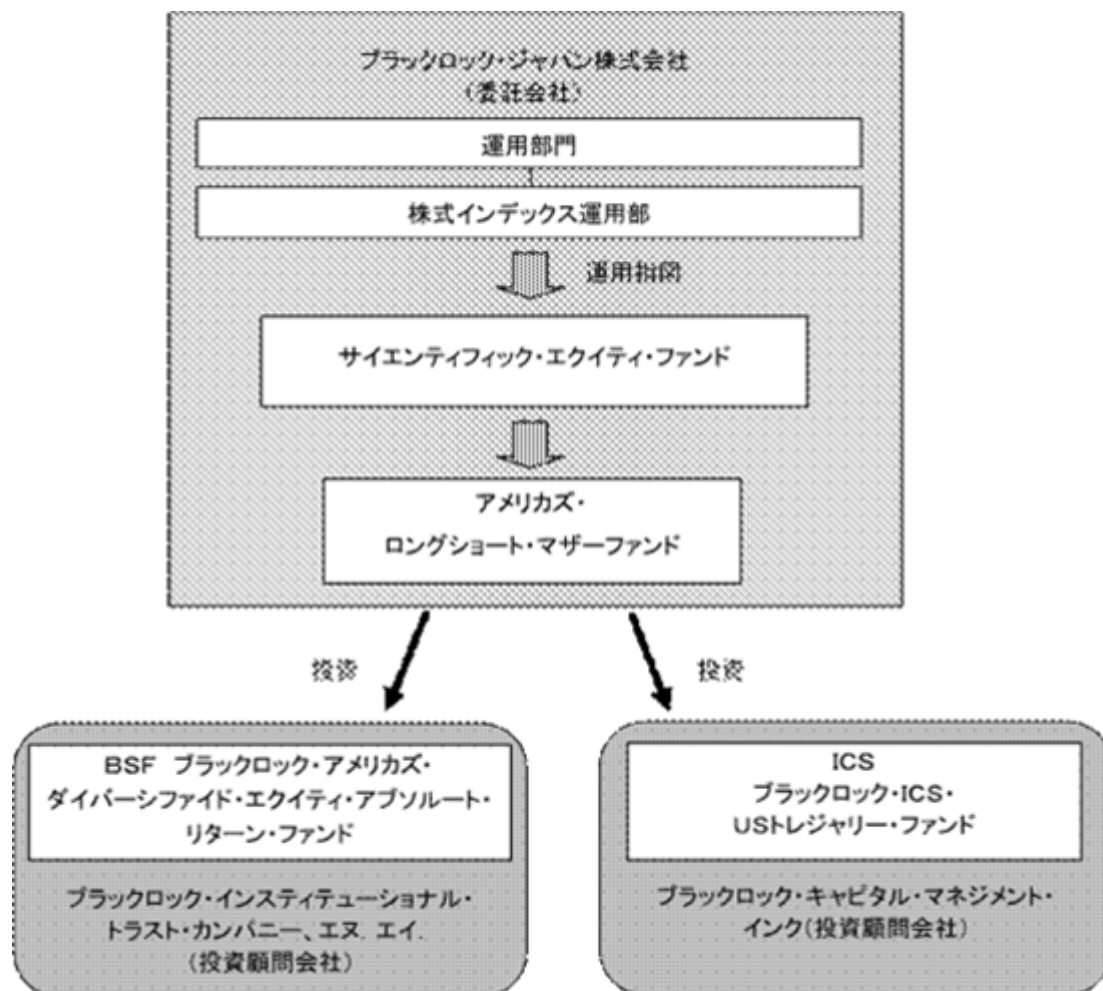 ブラックロック・ジャパン株式会社
(委託会社)
運用部門
株式インデックス運用部
運用指図
サイエンティフィック・エクイティ・ファンド
アメリカズ・
ロングショート・マザーファンド
投資
投資
BSF ブラックロック・アメリカズ・
ダイバーシファイド・エクイティ・アブソルート・
リターン・ファンド
ブラックロック・インスティテューショナル・
トラスト・カンパニー、エヌ.エイ.
(投資顧問会社)
ICS
ブラックロック・ICS・
USトレジャリー・ファンド
ブラックロック・キャピタル・マネジメント・
インク(投資顧問会社)